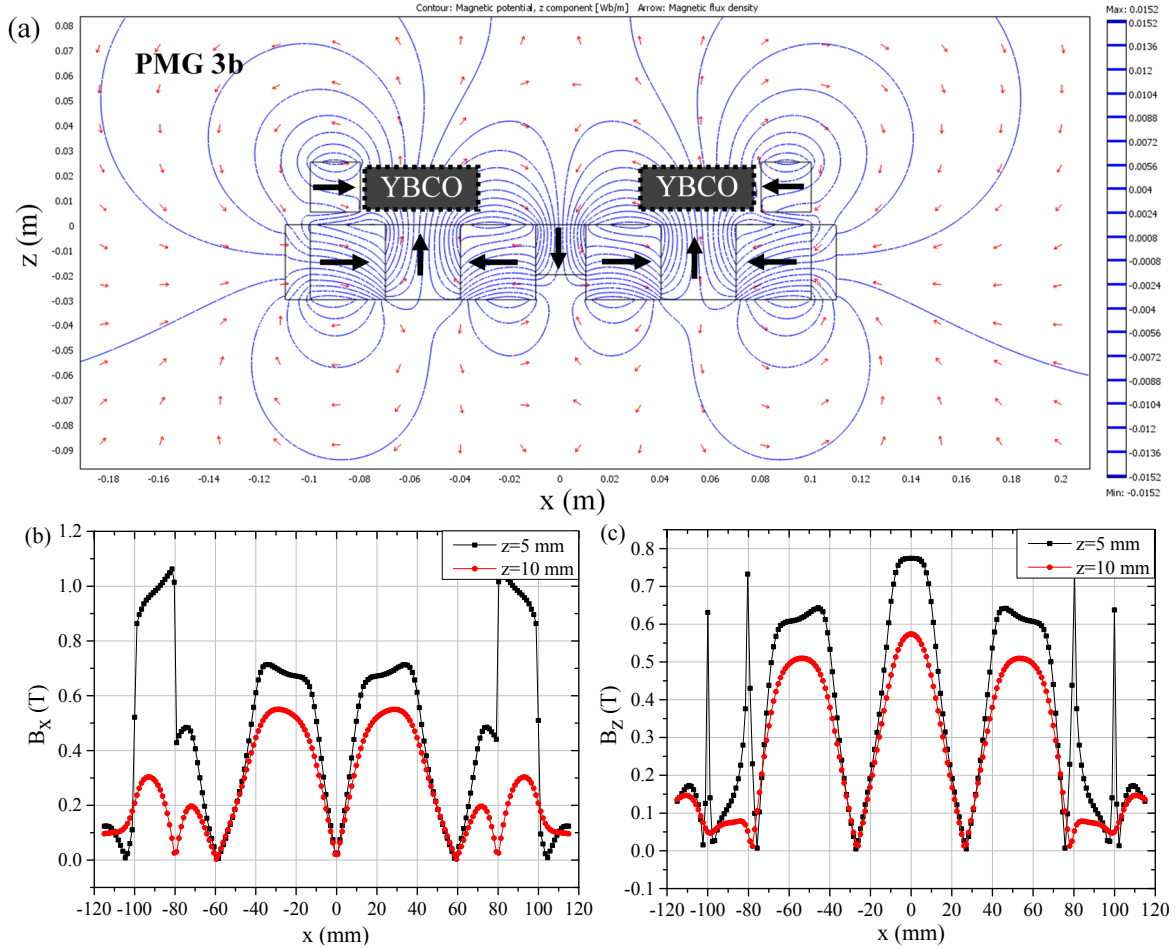 Contour: Magnetic potential, z component [Wb/m] Arrow: Magnetic flux density
Max: 0.0152
(a)
PMG 3b
0.08
0.07
0.06
0.05
0.04
0.03
0.02
0.01
0
-0.01
-0.02
-0.03
-0.04
-0.05
-0.06
-0.07
-0.08
-0.09
z (m)
YBCO
YBCO
-0.18 -0.16 -0.14 -0.12 -0.1 -0.08 -0.06 -0.04 -0.02 0 0.02 0.04 0.06 0.08 0.1 0.12 0.14 0.16 0.18 0.2
x (m)
0.0152
0.0136
0.012
0.0104
0.0088
0.0072
0.0056
0.004
0.0024
0.0008
-0.0008
-0.0024
-0.004
-0.0056
-0.0072
-0.0088
-0.0104
-0.012
-0.0136
-0.0152
Min: -0.0152
(b)
z=5 mm
z=10 mm
1.2
1.0
0.8
0.6
0.4
0.2
0.0
Bx (T)
-120 -100 -80 -60 -40 -20 0 20 40 60 80 100 120
x (mm)
(c)
z=5 mm
z=10 mm
0.8
0.7
0.6
0.5
0.4
0.3
0.2
0.1
0.0
-0.1
Bz (T)
-120 -100 -80 -60 -40 -20 0 20 40 60 80 100 120
x (mm)